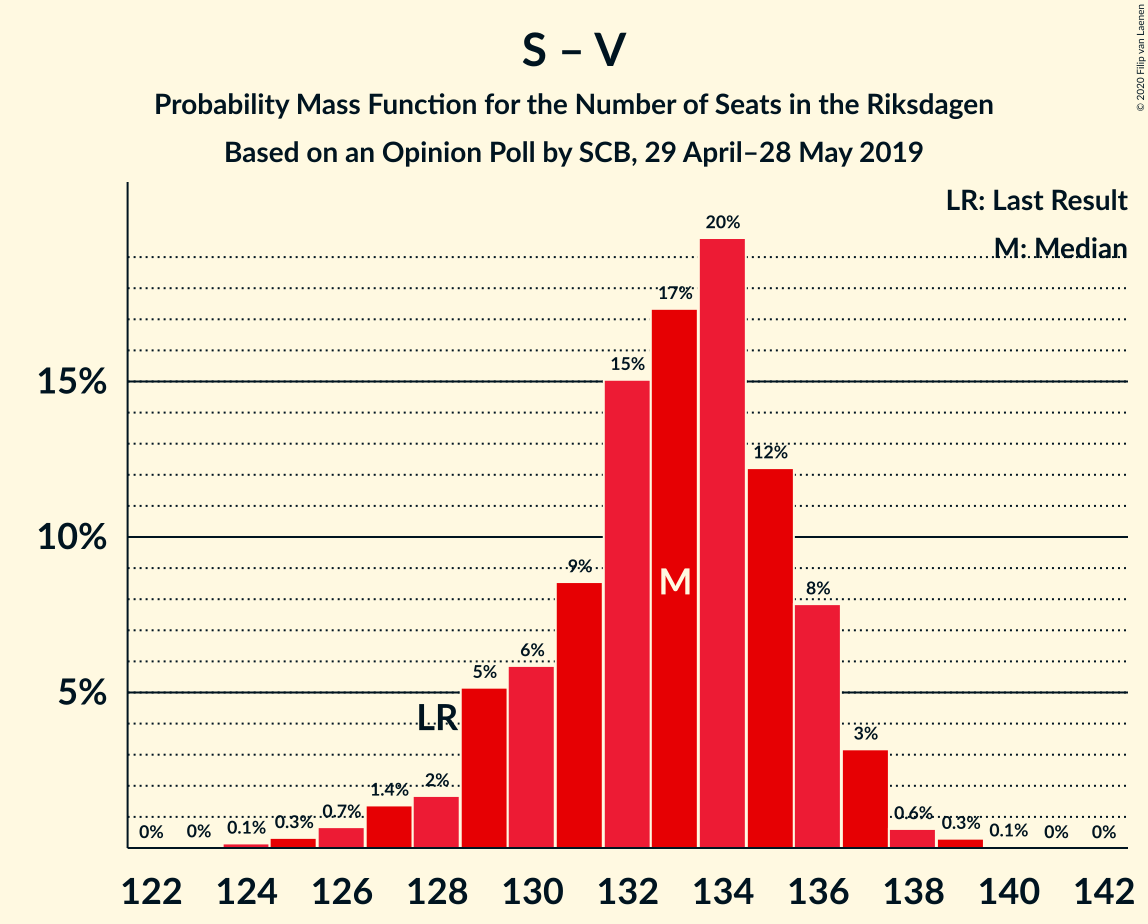 S – V
Probability Mass Function for the Number of Seats in the Riksdagen
Based on an Opinion Poll by SCB, 29 April–28 May 2019
© 2020 Filip van Laenen
LR: Last Result
M: Median
15%
10%
5%
0%
0%
0.1%
0.3%
0.7%
1.4%
2%
5%
6%
9%
15%
17%
20%
12%
8%
3%
0.6%
0.3%
0.1%
0%
0%
LR
M
122 124 126 128 130 132 134 136 138 140 142